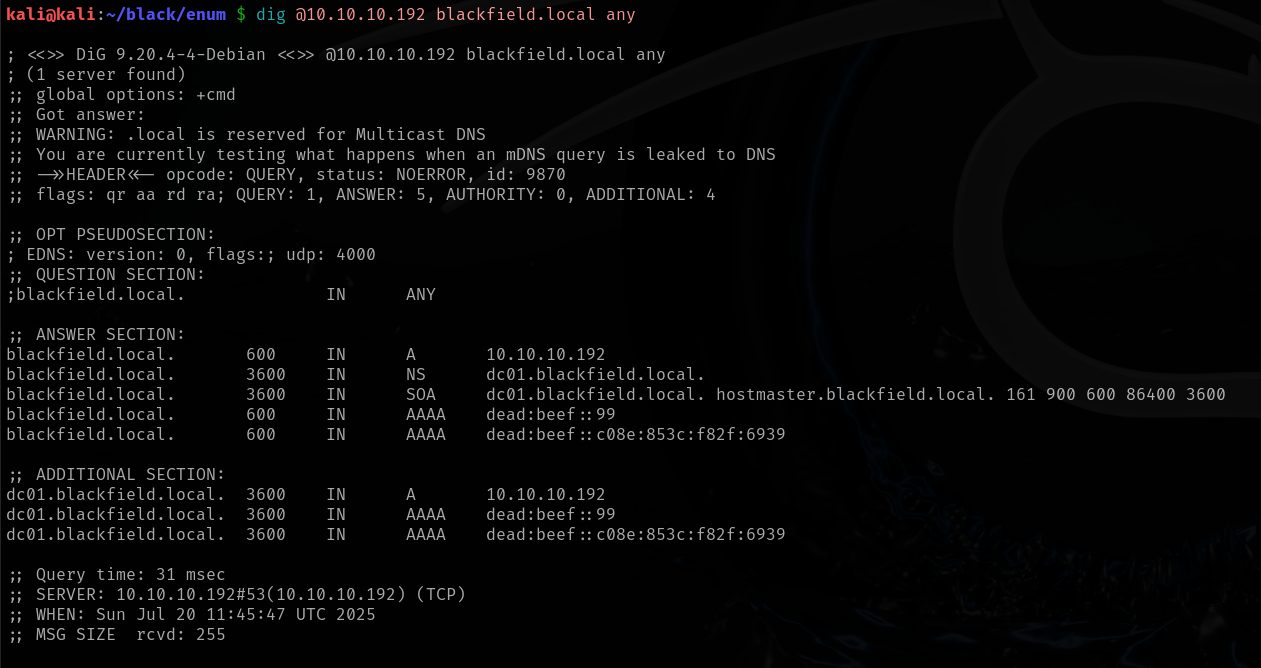 kali@kali:~/black/enum $ dig @10.10.10.192 blackfield.local any
; <<>> DiG 9.20.4-4-Debian <<>> @10.10.10.192 blackfield.local any
; (1 server found)
;; global options: +cmd
;; Got answer:
;; WARNING: .local is reserved for Multicast DNS
;; You are currently testing what happens when an mDNS query is leaked to DNS
;; ->>HEADER<<- opcode: QUERY, status: NOERROR, id: 9870
;; flags: qr aa rd ra; QUERY: 1, ANSWER: 5, AUTHORITY: 0, ADDITIONAL: 4
;; OPT PSEUDOSECTION:
; EDNS: version: 0, flags:; udp: 4000
;; QUESTION SECTION:
;blackfield.local. IN ANY
;; ANSWER SECTION:
blackfield.local. 600 IN A 10.10.10.192
blackfield.local. 3600 IN NS dc01.blackfield.local.
blackfield.local. 3600 IN SOA dc01.blackfield.local. hostmaster.blackfield.local. 161 900 600 86400 3600
blackfield.local. 600 IN AAAA dead:beef::99
blackfield.local. 600 IN AAAA dead:beef::c08e:853c:f82f:6939
;; ADDITIONAL SECTION:
dc01.blackfield.local. 3600 IN A 10.10.10.192
dc01.blackfield.local. 3600 IN AAAA dead:beef::99
dc01.blackfield.local. 3600 IN AAAA dead:beef::c08e:853c:f82f:6939
;; Query time: 31 msec
;; SERVER: 10.10.10.192#53(10.10.10.192) (TCP)
;; WHEN: Sun Jul 20 11:45:47 UTC 2025
;; MSG SIZE rcvd: 255